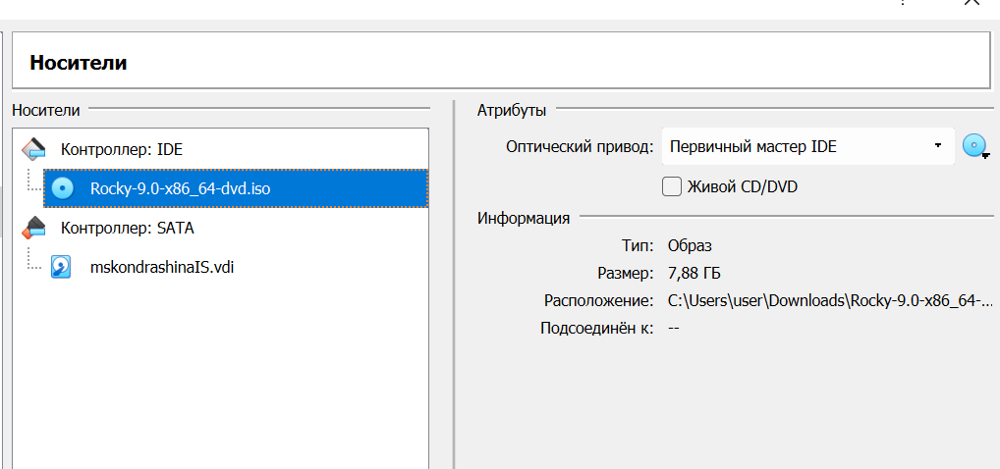 Носители
Носители
Контроллер: IDE
Rocky-9.0-x86_64-dvd.iso
Контроллер: SATA
mskondrashinaIS.vdi
Атрибуты
Оптический привод: Первичный мастер IDE
Живой CD/DVD
Информация
Тип: Образ
Размер: 7,88 ГБ
Расположение: C:\Users\user\Downloads\Rocky-9.0-x86_64-...
Подсоединён к: --